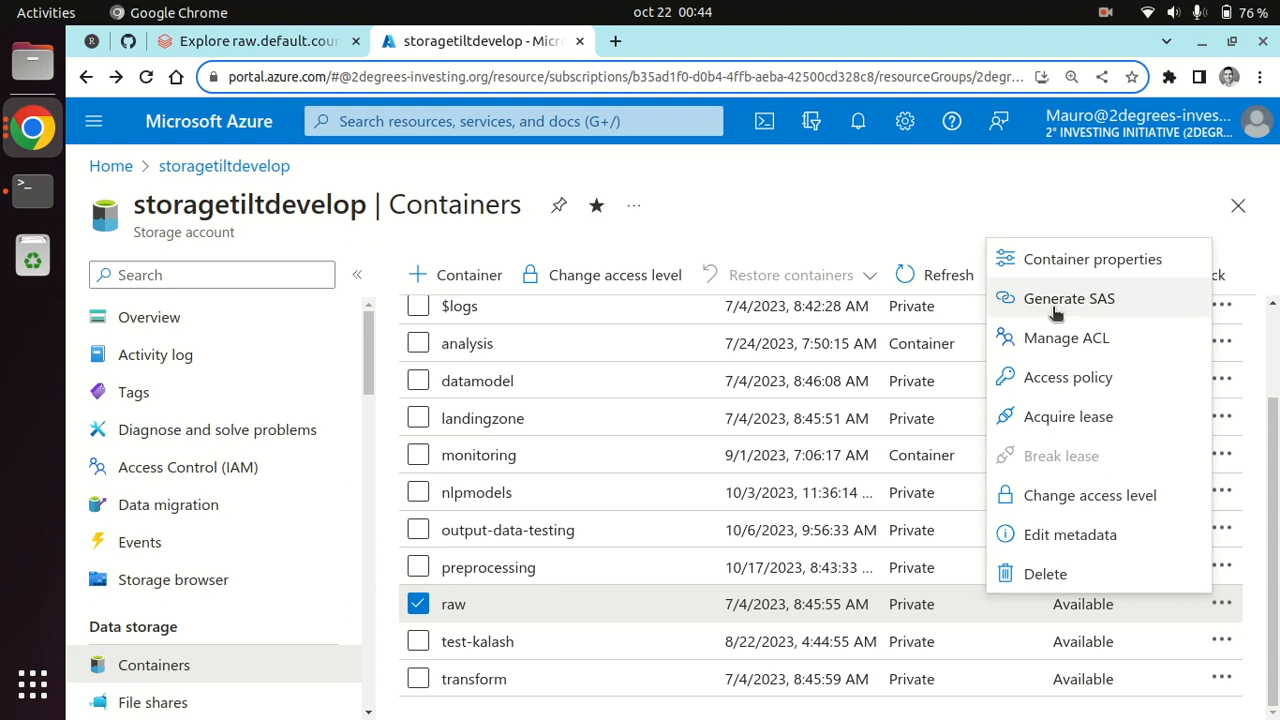 Activities
Google Chrome
oct 22 00:44
76 %
R
Explore raw.default.cour
storagetiltdevelop - Micr
portal.azure.com/#@2degrees-investing.org/resource/subscriptions/b35ad1f0-d0b4-4ffb-aeba-42500cd328c8/resourceGroups/2degr...
Microsoft Azure
Search resources, services, and docs (G+/)
Mauro@2degrees-inves...
2° INVESTING INITIATIVE (2DEGR...
Home > storagetiltdevelop
storagetiltdevelop | Containers
Storage account
Search
Container
Change access level
Restore containers
Refresh
ck
Overview
Activity log
Tags
Diagnose and solve problems
Access Control (IAM)
Data migration
Events
Storage browser
Data storage
Containers
File shares
$logs 7/4/2023, 8:42:28 AM Private
analysis 7/24/2023, 7:50:15 AM Container
datamodel 7/4/2023, 8:46:08 AM Private
landingzone 7/4/2023, 8:45:51 AM Private
monitoring 9/1/2023, 7:06:17 AM Container
nlpmodels 10/3/2023, 11:36:14 ... Private
output-data-testing 10/6/2023, 9:56:33 AM Private
preprocessing 10/17/2023, 8:43:33 ... Private
raw 7/4/2023, 8:45:55 AM Private Available
test-kalash 8/22/2023, 4:44:55 AM Private Available
transform 7/4/2023, 8:45:59 AM Private Available
Container properties
Generate SAS
Manage ACL
Access policy
Acquire lease
Break lease
Change access level
Edit metadata
Delete